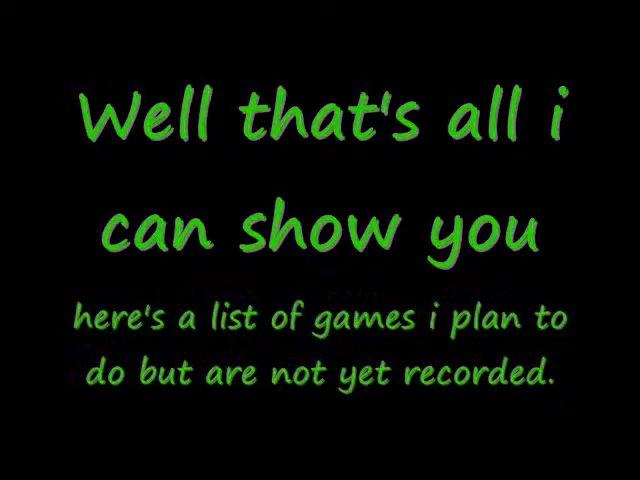 Well that's all i
can show you
here's a list of games i plan to
do but are not yet recorded.